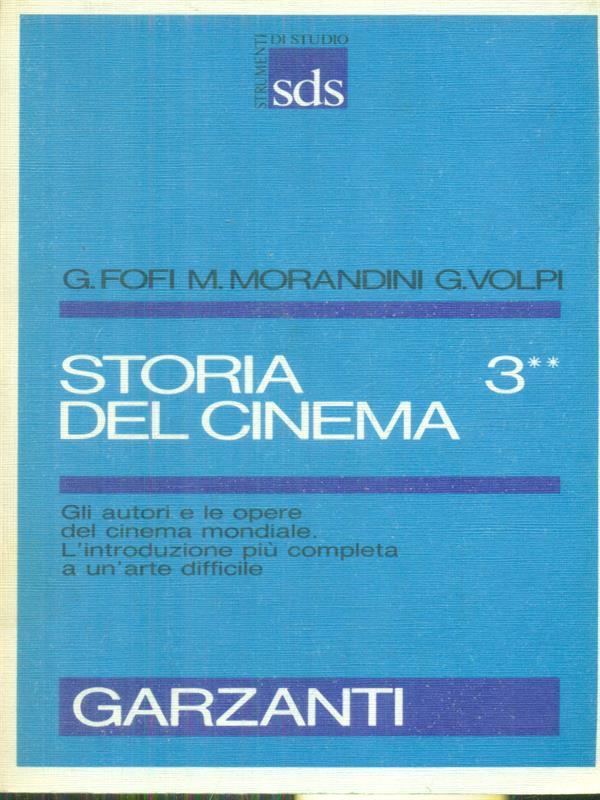 STRUMENTI DI STUDIO
sds
G.FOFI M.MORANDINI G.VOLPI
STORIA 3**
DEL CINEMA
Gli autori e le opere
del cinema mondiale.
L'introduzione più completa
a un'arte difficile
GARZANTI